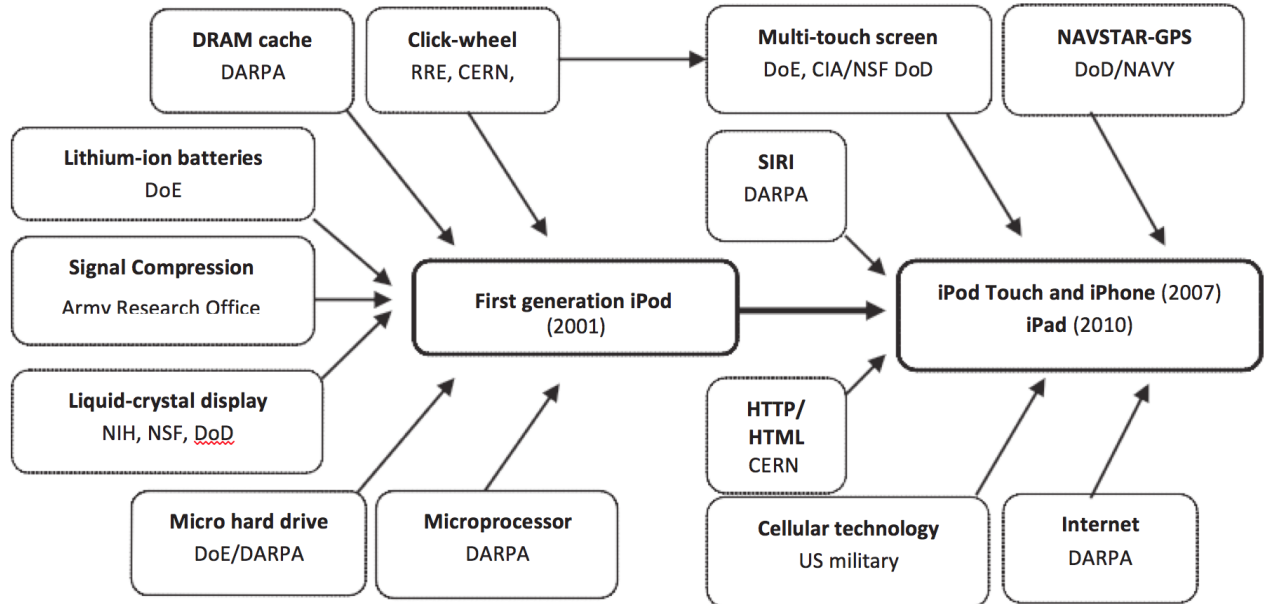 DRAM cache
DARPA
Click-wheel
RRE, CERN,
Multi-touch screen
DoE, CIA/NSF DoD
NAVSTAR-GPS
DoD/NAVY
Lithium-ion batteries
DoE
SIRI
DARPA
Signal Compression
Army Research Office
First generation iPod
(2001)
iPod Touch and iPhone (2007)
iPad (2010)
Liquid-crystal display
NIH, NSF, DoD
HTTP/
HTML
CERN
Micro hard drive
DoE/DARPA
Microprocessor
DARPA
Cellular technology
US military
Internet
DARPA